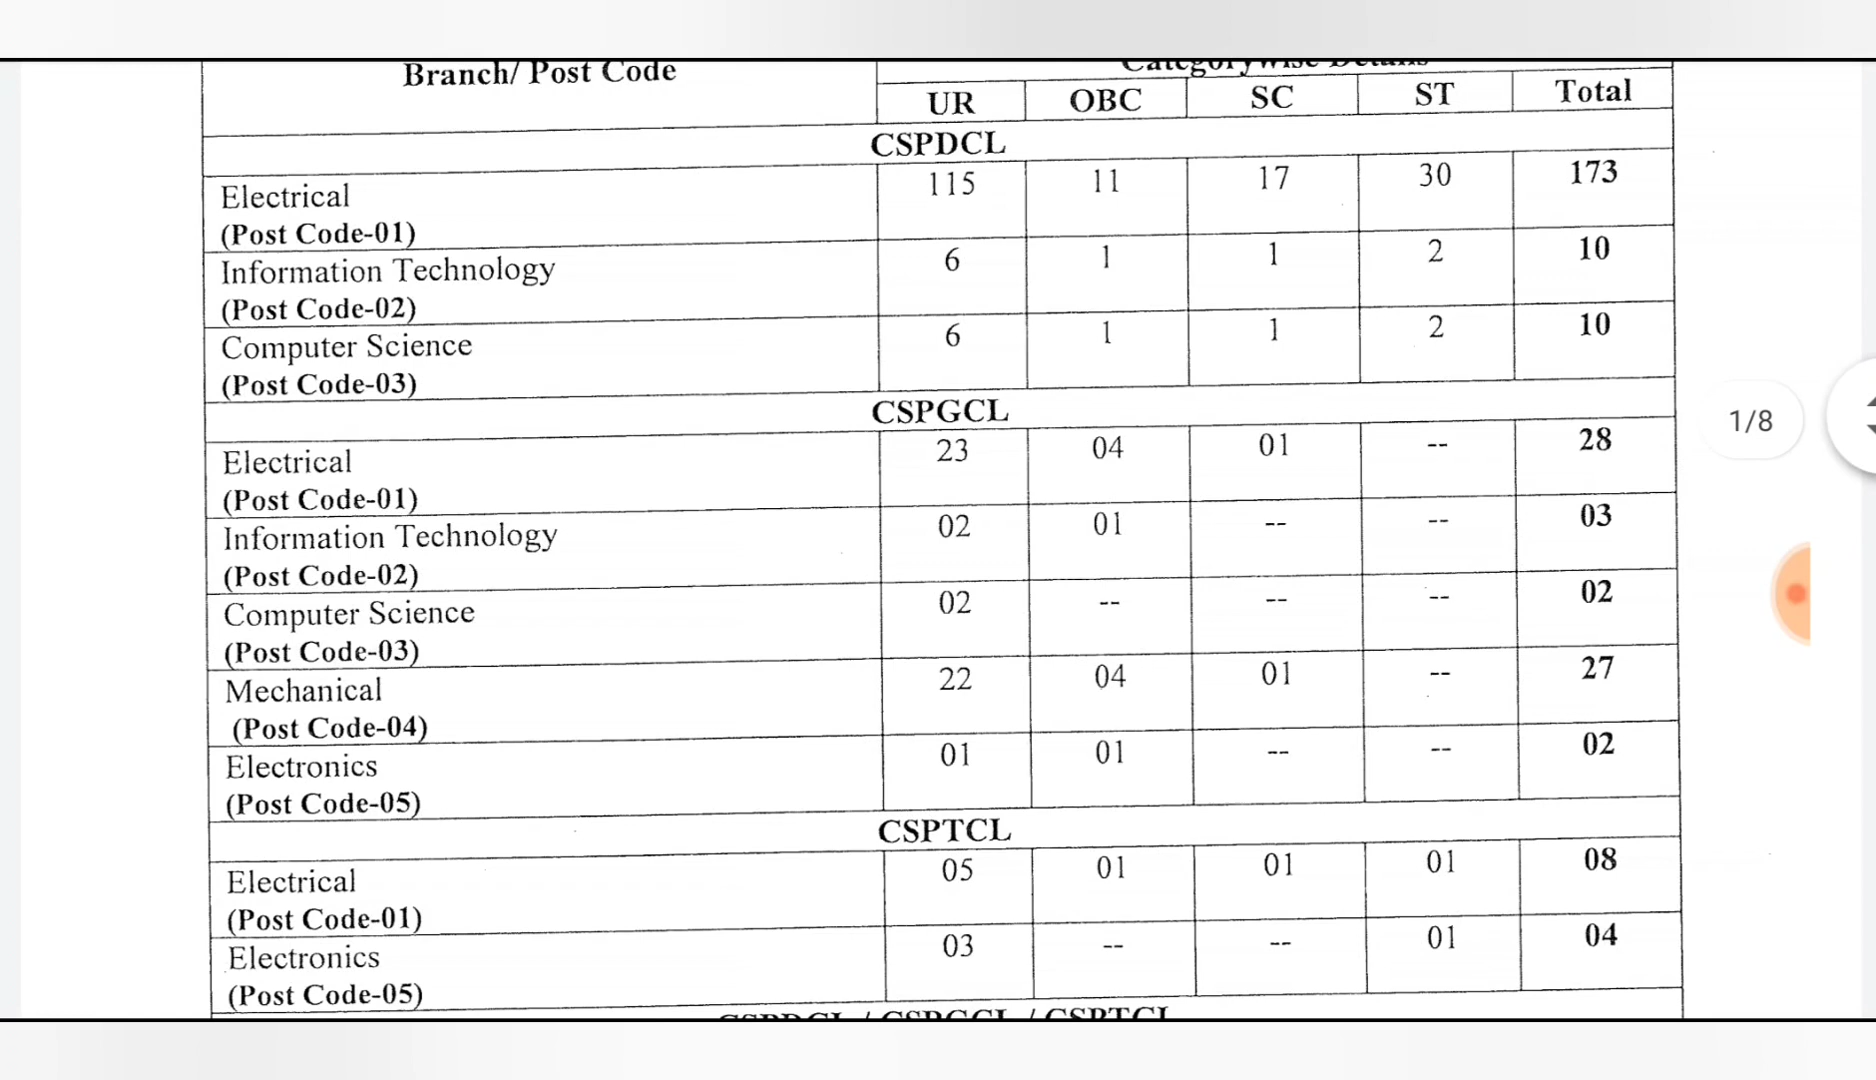 Categorywise Details
Branch/ Post Code
UR OBC SC ST Total
CSPDCL
Electrical 115 11 17 30 173
(Post Code-01)
Information Technology 6 1 1 2 10
(Post Code-02)
Computer Science 6 1 1 2 10
(Post Code-03)
CSPGCL
Electrical 23 04 01 -- 28
(Post Code-01)
Information Technology 02 01 -- -- 03
(Post Code-02)
Computer Science 02 -- -- -- 02
(Post Code-03)
Mechanical 22 04 01 -- 27
(Post Code-04)
Electronics 01 01 -- -- 02
(Post Code-05)
CSPTCL
Electrical 05 01 01 01 08
(Post Code-01)
Electronics 03 -- -- 01 04
(Post Code-05)
CSPDCL / CSPGCL / CSPTCL
1/8